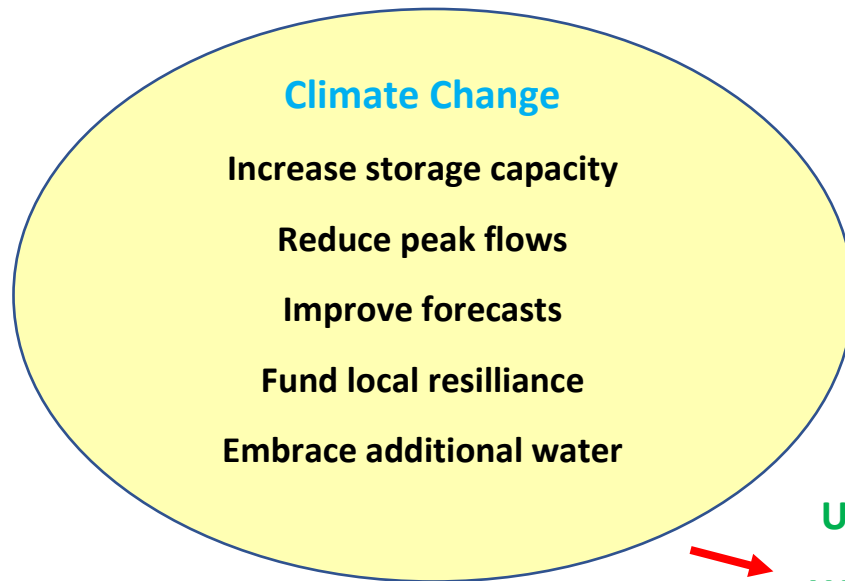 Climate Change
Increase storage capacity
Reduce peak flows
Improve forecasts
Fund local resilliance
Embrace additional water